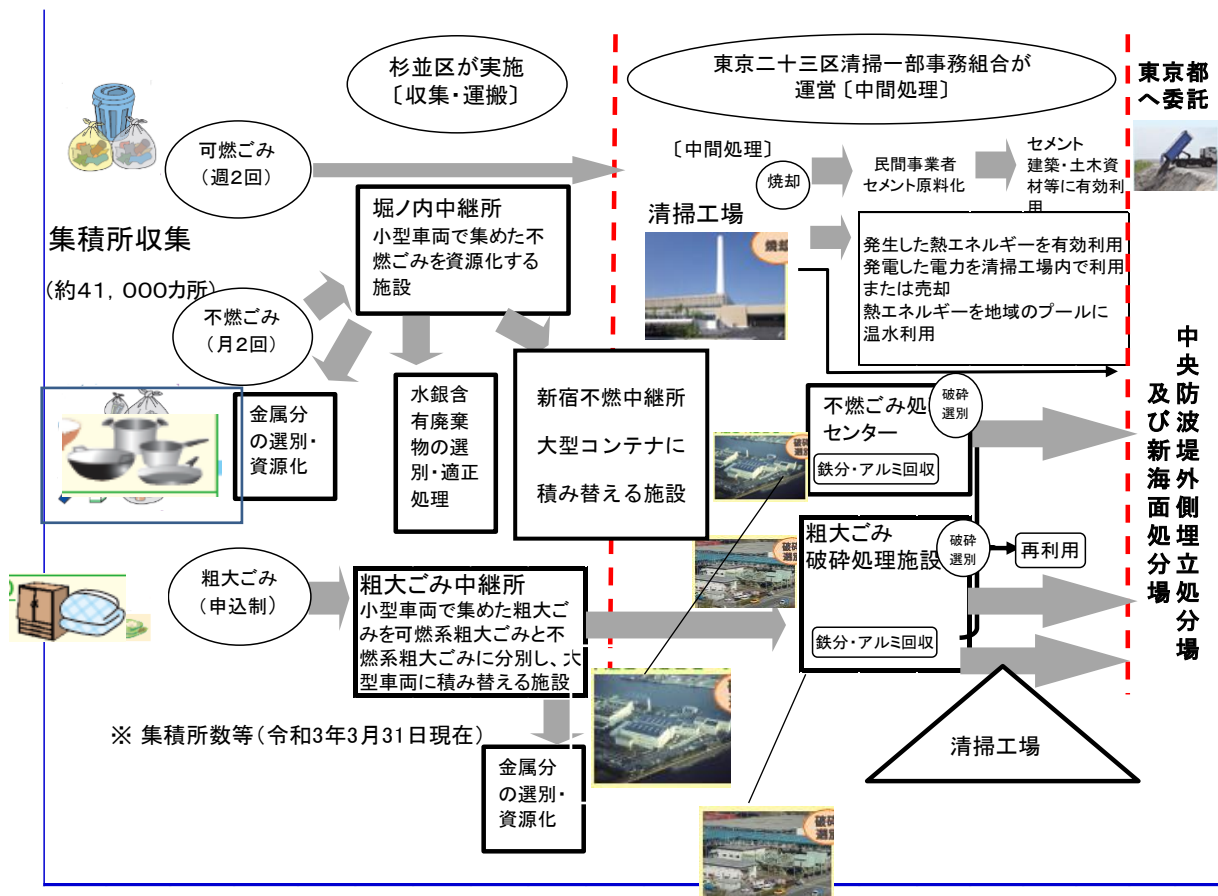 杉並区が実施
〔収集・運搬〕
東京二十三区清掃一部事務組合が
運営〔中間処理〕
東京都
へ委託
可燃ごみ
(週2回)
〔中間処理〕
焼却
民間事業者
セメント原料化
セメント
建築・土木資
材等に有効利
用
堀ノ内中継所
小型車両で集めた不
燃ごみを資源化する
施設
清掃工場
焼却
発生した熱エネルギーを有効利用
発電した電力を清掃工場内で利用
または売却
熱エネルギーを地域のプールに
温水利用
集積所収集
(約41,000カ所)
不燃ごみ
(月2回)
金属分
の選別・
資源化
水銀含
有廃棄
物の選
別・適正
処理
新宿不燃中継所
大型コンテナに
積み替える施設
破砕
選別
不燃ごみ処
センター
破砕
選別
鉄分・アルミ回収
中央防波堤外側埋立処分場
及び新海面処分場
粗大ごみ
破砕処理施設
破砕
選別
再利用
鉄分・アルミ回収
粗大ごみ
(申込制)
粗大ごみ中継所
小型車両で集めた粗大ご
みを可燃系粗大ごみと不
燃系粗大ごみに分別し、大
型車両に積み替える施設
※ 集積所数等(令和3年3月31日現在)
金属分
の選別・
資源化
清掃工場